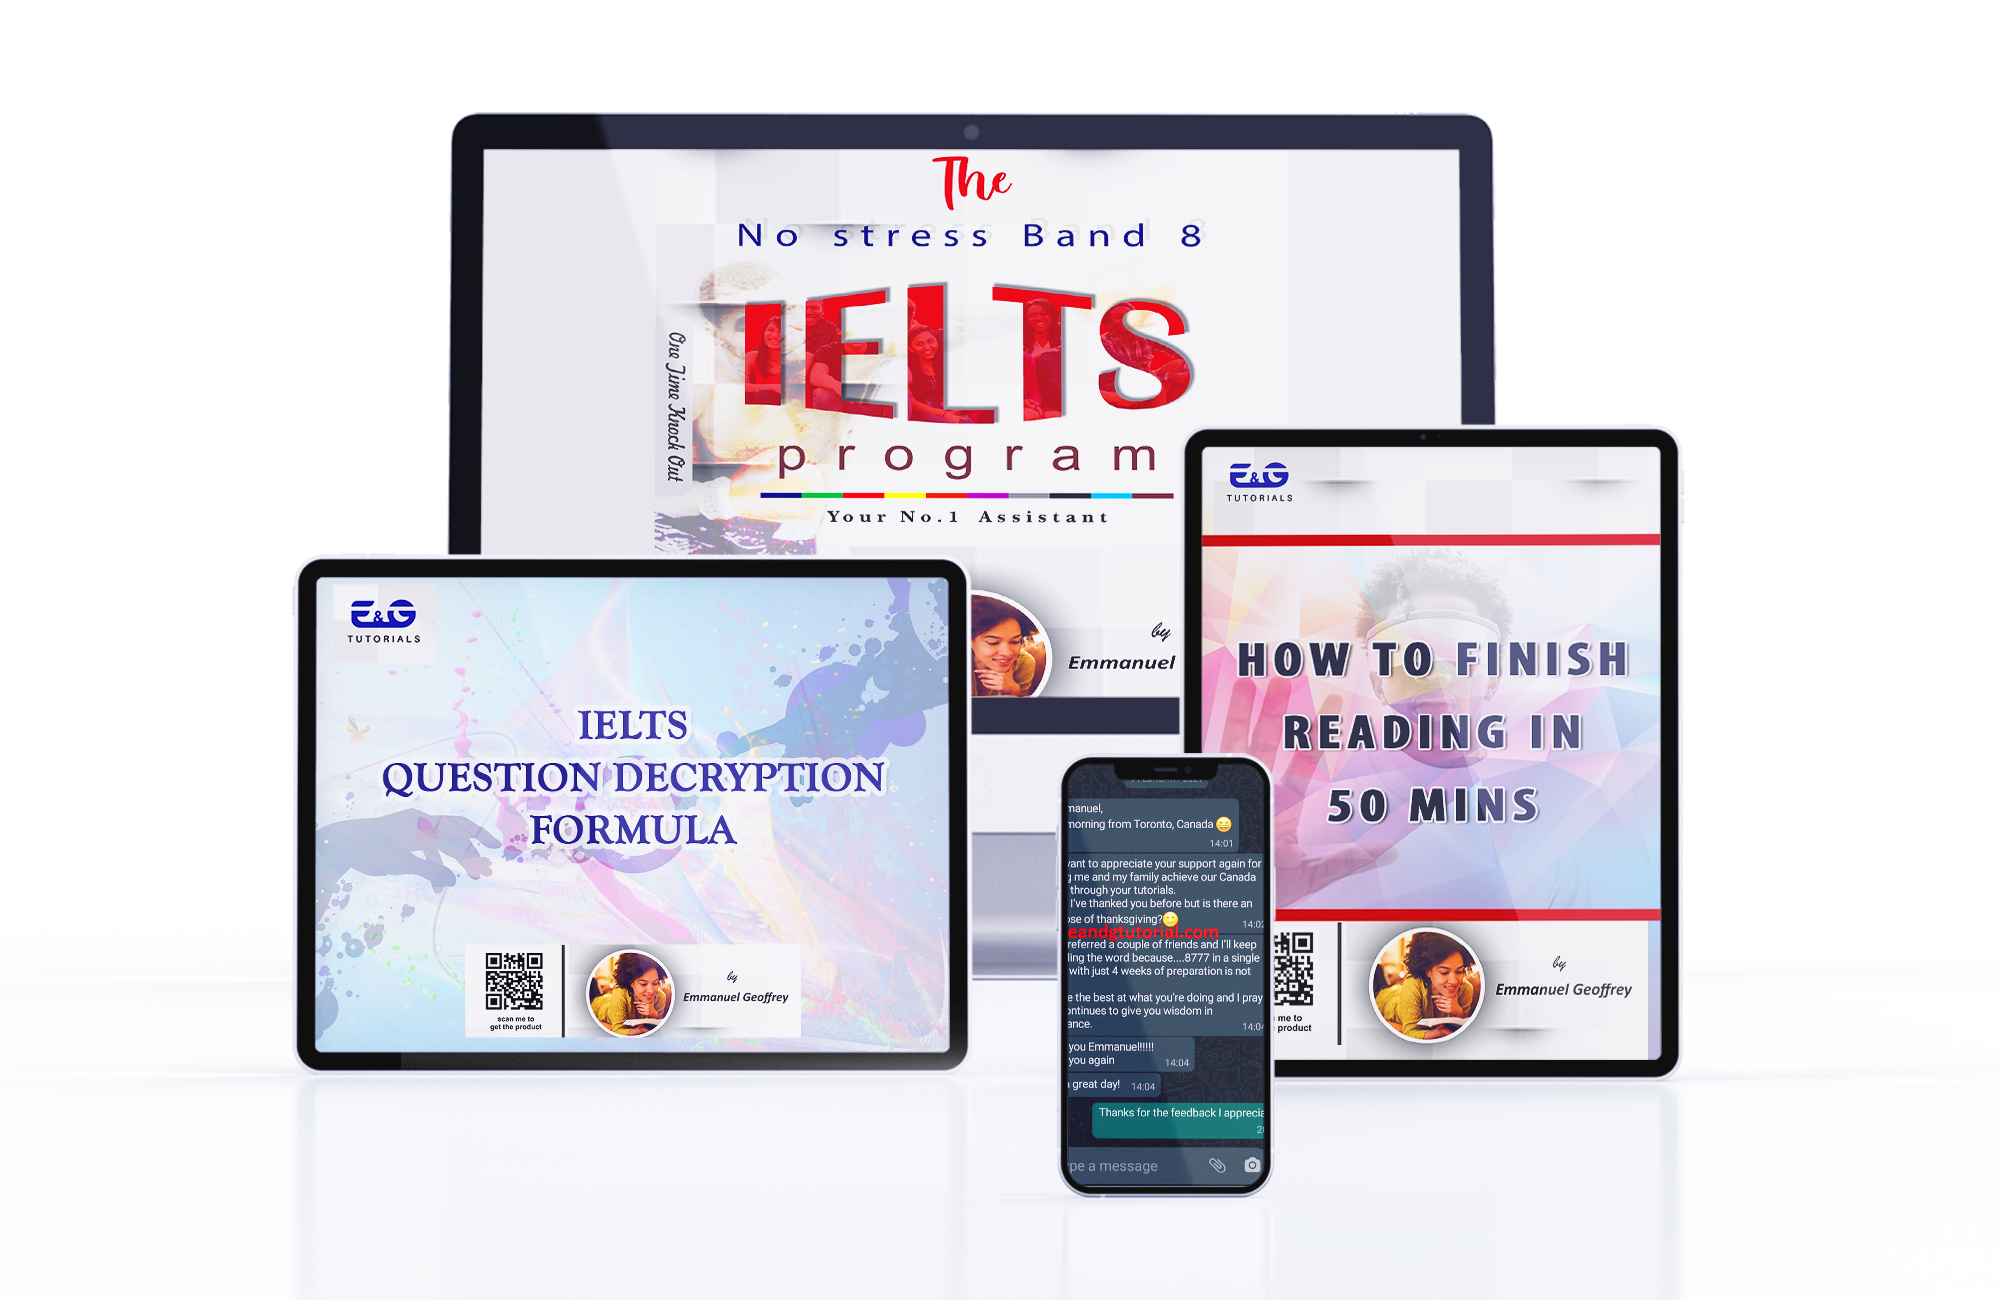 The
No stress Band 8
IELTS
program
One Time Knock Out
Your No.1 Assistant
by
Emmanuel
E&G
TUTORIALS
IELTS
QUESTION DECRYPTION
FORMULA
scan me to
get the product
by
Emmanuel Geoffrey
E&G
TUTORIALS
HOW TO FINISH
READING IN
50 MINS
me to
product
by
Emmanuel Geoffrey
manuel,
morning from Toronto, Canada
14:01
vant to appreciate your support again for
g me and my family achieve our Canada
through your tutorials.
I've thanked you before but is there an
ose of thanksgiving?
14:02
eandgtutorial.com
referred a couple of friends and I'll keep
ling the word because....8777 in a single
with just 4 weeks of preparation is not
e the best at what you're doing and I pray
ontinues to give you wisdom in
ance.
14:04
you Emmanuel!!!!!
you again
14:04
great day!
14:04
Thanks for the feedback I apprecia
pe a message